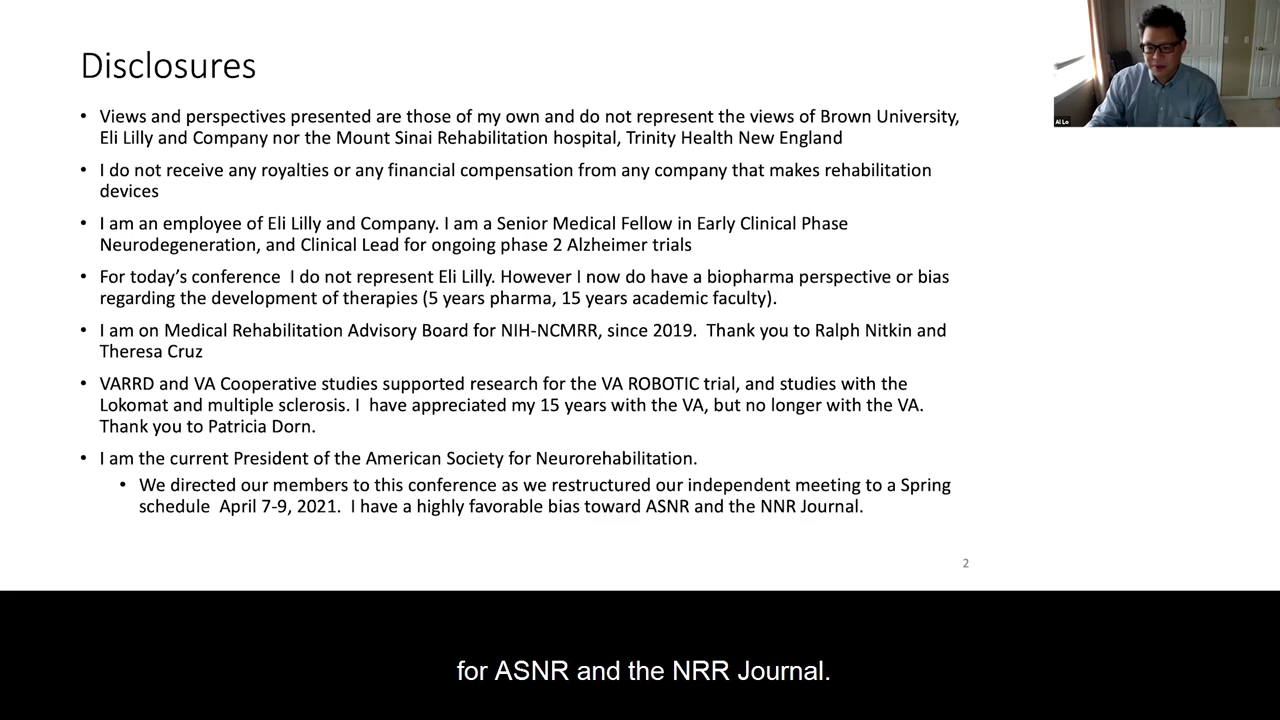 Disclosures
• Views and perspectives presented are those of my own and do not represent the views of Brown University,
Eli Lilly and Company nor the Mount Sinai Rehabilitation hospital, Trinity Health New England
• I do not receive any royalties or any financial compensation from any company that makes rehabilitation
devices
• I am an employee of Eli Lilly and Company. I am a Senior Medical Fellow in Early Clinical Phase
Neurodegeneration, and Clinical Lead for ongoing phase 2 Alzheimer trials
• For today's conference  I do not represent Eli Lilly. However I now do have a biopharma perspective or bias
regarding the development of therapies (5 years pharma, 15 years academic faculty).
• I am on Medical Rehabilitation Advisory Board for NIH-NCMRR, since 2019.  Thank you to Ralph Nitkin and
Theresa Cruz
• VARRD and VA Cooperative studies supported research for the VA ROBOTIC trial, and studies with the
Lokomat and multiple sclerosis. I  have appreciated my 15 years with the VA, but no longer with the VA.
Thank you to Patricia Dorn.
• I am the current President of the American Society for Neurorehabilitation.
• We directed our members to this conference as we restructured our independent meeting to a Spring
schedule  April 7-9, 2021.  I have a highly favorable bias toward ASNR and the NNR Journal.
2
Al Lo
for ASNR and the NRR Journal.